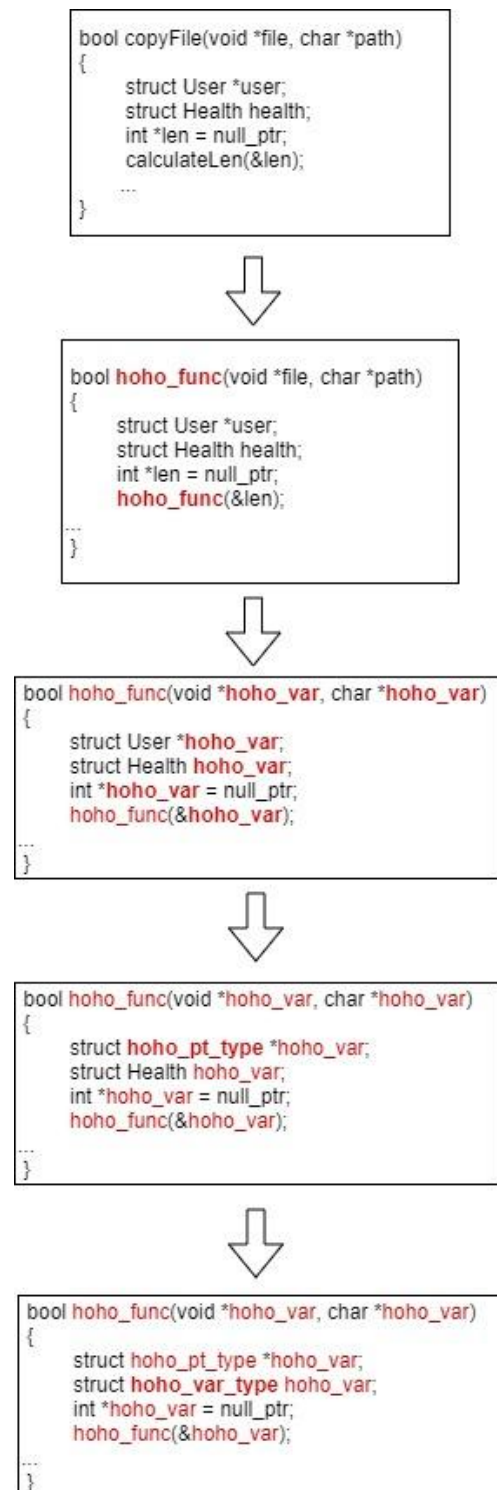 bool copyFile(void *file, char *path)
{
struct User *user;
struct Health health;
int *len = null_ptr;
calculateLen(&len);
...
}
bool hoho_func(void *file, char *path)
{
struct User *user;
struct Health health;
int *len = null_ptr;
hoho_func(&len);
...
}
bool hoho_func(void *hoho_var, char *hoho_var)
{
struct User *hoho_var;
struct Health hoho_var;
int *hoho_var = null_ptr;
hoho_func(&hoho_var);
...
}
bool hoho_func(void *hoho_var, char *hoho_var)
{
struct hoho_pt_type *hoho_var;
struct Health hoho_var;
int *hoho_var = null_ptr;
hoho_func(&hoho_var);
...
}
bool hoho_func(void *hoho_var, char *hoho_var)
{
struct hoho_pt_type *hoho_var;
struct hoho_var_type hoho_var;
int *hoho_var = null_ptr;
hoho_func(&hoho_var);
...
}